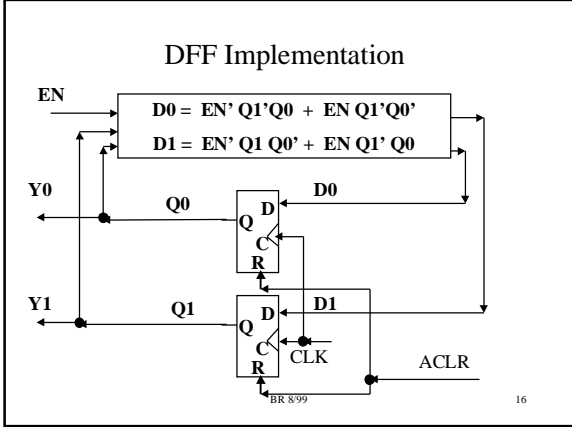 DFF Implementation
EN
D0 = EN' Q1'Q0 + EN Q1'Q0'
D1 = EN' Q1 Q0' + EN Q1' Q0
Y0
Q0
D0
D
Q
C
R
Y1
Q1
D1
D
Q
C
CLK
R
ACLR
BR 8/99
16